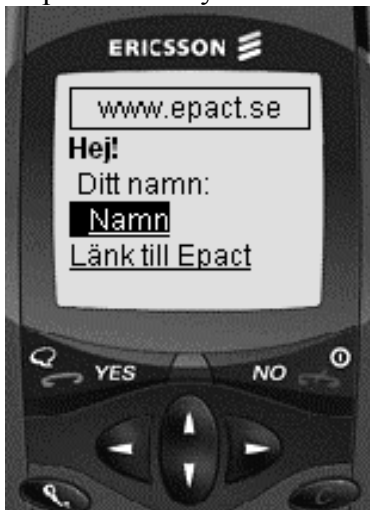 ERICSSON
www.epact.se
Hej!
Ditt namn:
Namn
Länk till Epact
YES NO
C